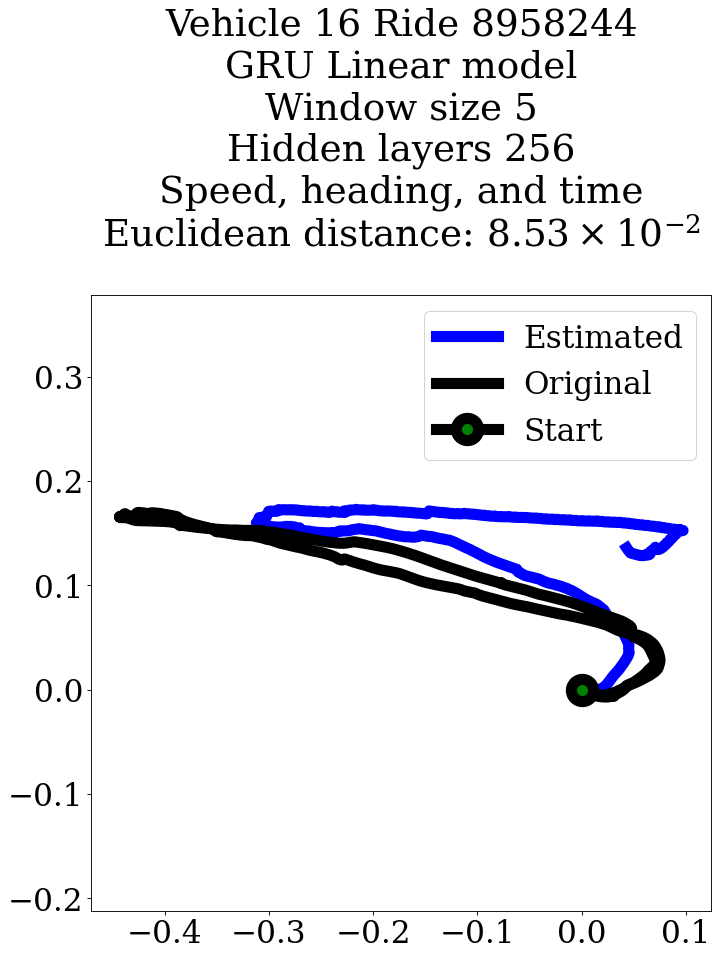 Vehicle 16 Ride 8958244
GRU Linear model
Window size 5
Hidden layers 256
Speed, heading, and time
Euclidean distance: 8.53 × 10⁻²
Estimated
Original
Start
0.3
0.2
0.1
0.0
−0.1
−0.2
−0.4 −0.3 −0.2 −0.1 0.0 0.1